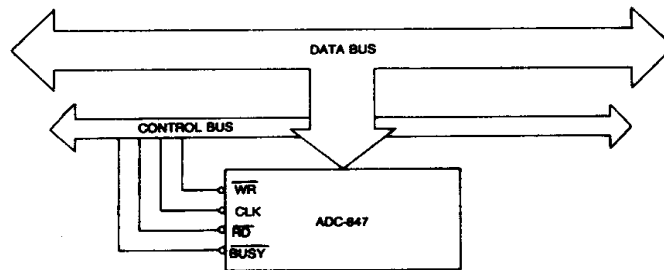 DATA BUS
CONTROL BUS
WR
CLK
ADC-847
RD
BUSY